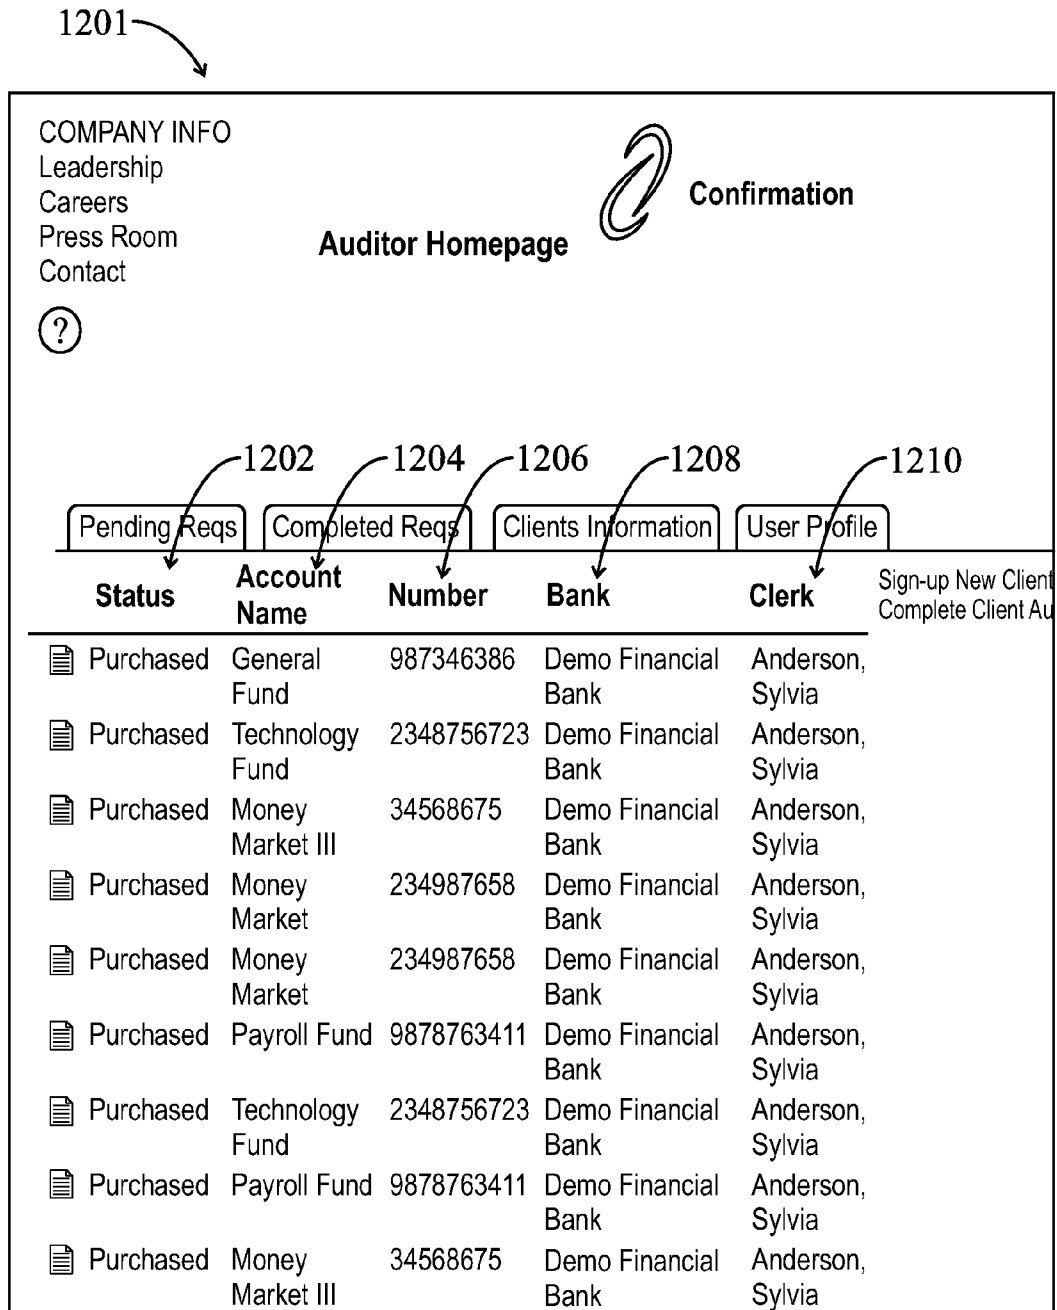 1201
COMPANY INFO
Leadership
Careers
Press Room
Contact
?
Auditor Homepage
Confirmation
1202 1204 1206 1208 1210
Pending Reqs Completed Reqs Clients Information User Profile
Status Account Name Number Bank Clerk
Sign-up New Client
Complete Client Au
Purchased General 987346386 Demo Financial Anderson,
Fund Bank Sylvia
Purchased Technology 2348756723 Demo Financial Anderson,
Fund Bank Sylvia
Purchased Money 34568675 Demo Financial Anderson,
Market III Bank Sylvia
Purchased Money 234987658 Demo Financial Anderson,
Market Bank Sylvia
Purchased Money 234987658 Demo Financial Anderson,
Market Bank Sylvia
Purchased Payroll Fund 9878763411 Demo Financial Anderson,
Bank Sylvia
Purchased Technology 2348756723 Demo Financial Anderson,
Fund Bank Sylvia
Purchased Payroll Fund 9878763411 Demo Financial Anderson,
Bank Sylvia
Purchased Money 34568675 Demo Financial Anderson,
Market III Bank Sylvia